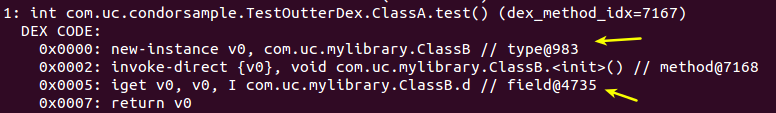 1: int com.uc.condorsample.TestOutterDex.ClassA.test() (dex_method_idx=7167)
DEX CODE:
0x0000: new-instance v0, com.uc.mylibrary.ClassB // type@983
0x0002: invoke-direct {v0}, void com.uc.mylibrary.ClassB.<init>() // method@7168
0x0005: iget v0, v0, I com.uc.mylibrary.ClassB.d // field@4735
0x0007: return v0